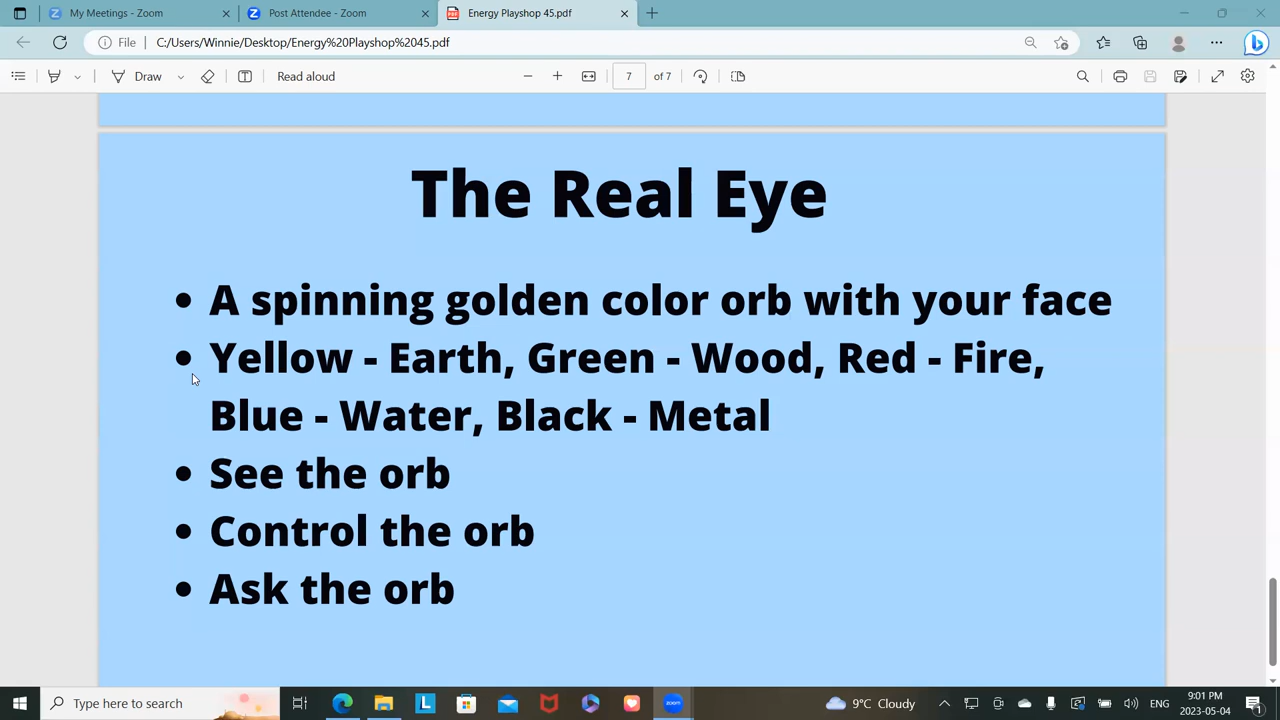 My Meetings - Zoom
Post Attendee - Zoom
Energy Playshop 45.pdf
File
C:/Users/Winnie/Desktop/Energy%20Playshop%2045.pdf
Draw
Read aloud
7
of 7
The Real Eye
• A spinning golden color orb with your face
• Yellow - Earth, Green - Wood, Red - Fire,
Blue - Water, Black - Metal
• See the orb
• Control the orb
• Ask the orb
Type here to search
9°C Cloudy
ENG
9:01 PM
2023-05-04